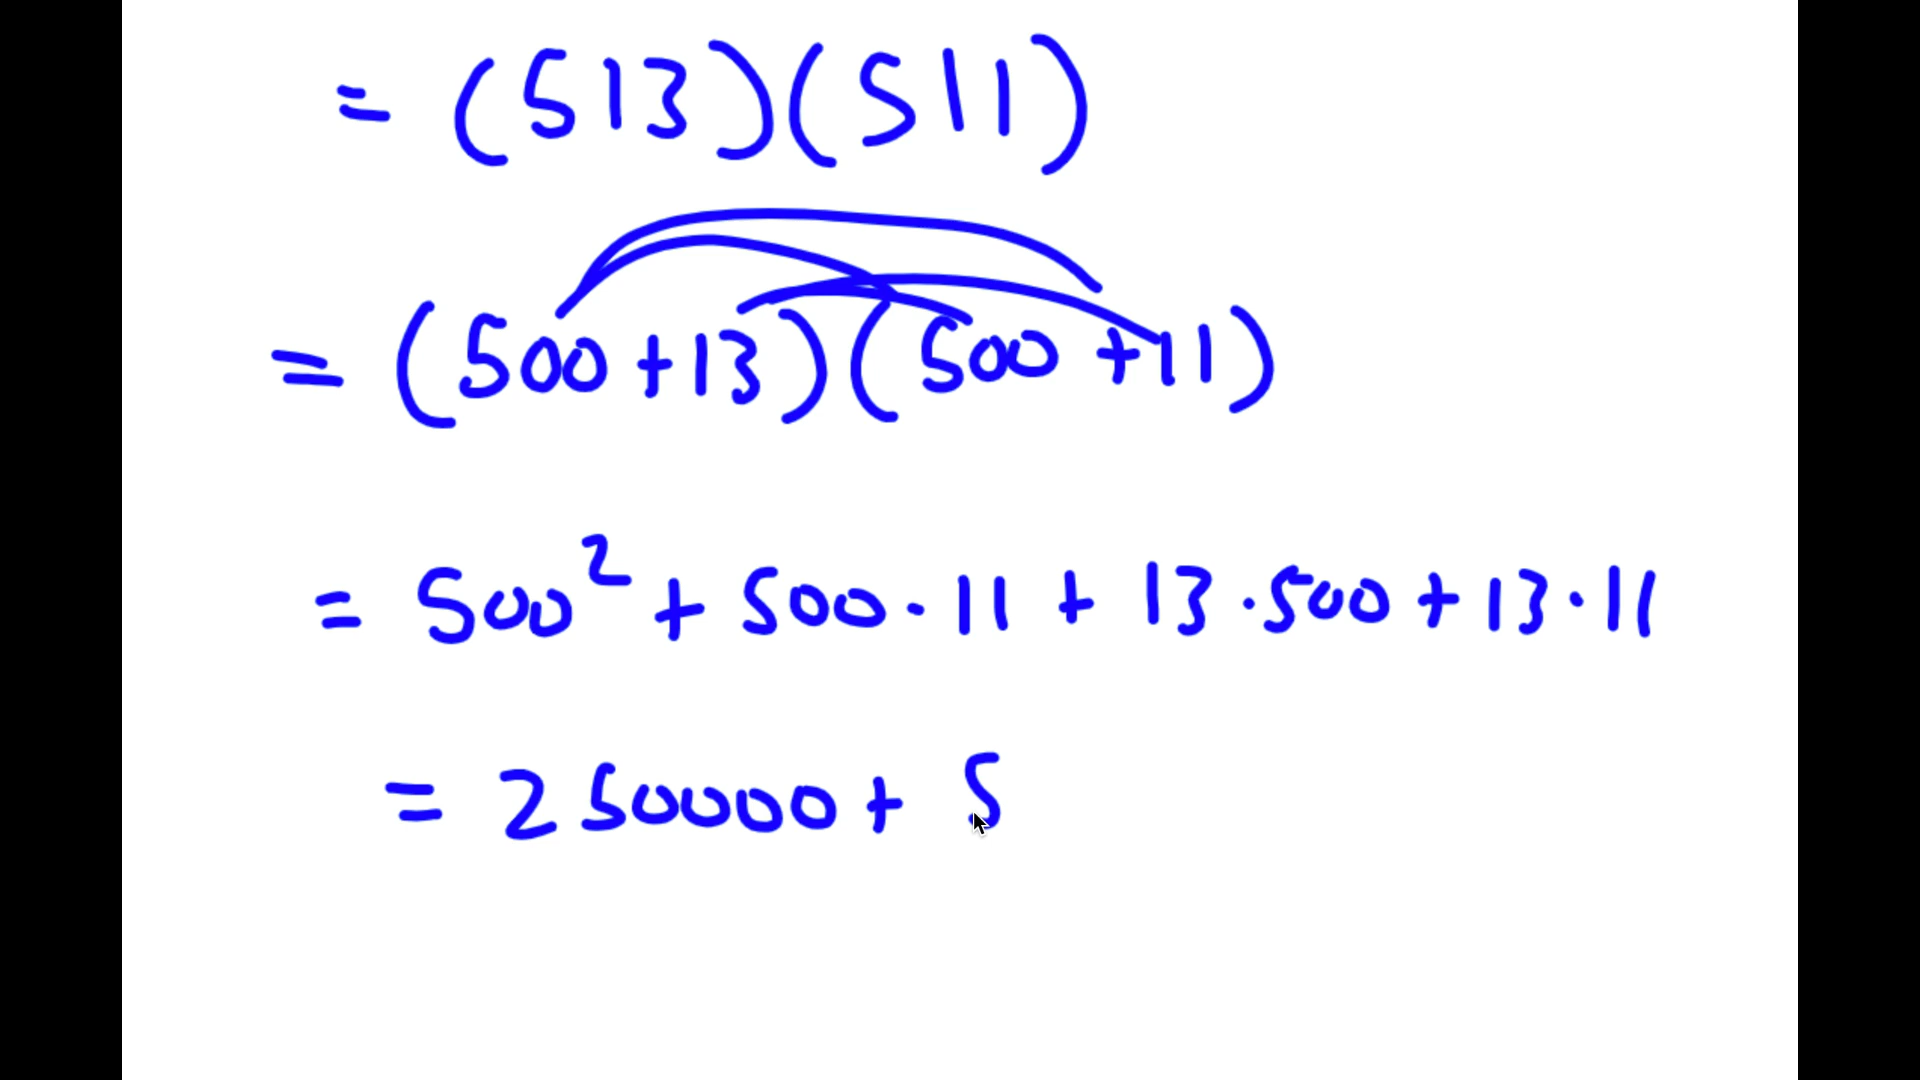 = (513)(511)
= (500+13)(500+11)
= 500² + 500·11 + 13·500 + 13·11
= 250000 + 5